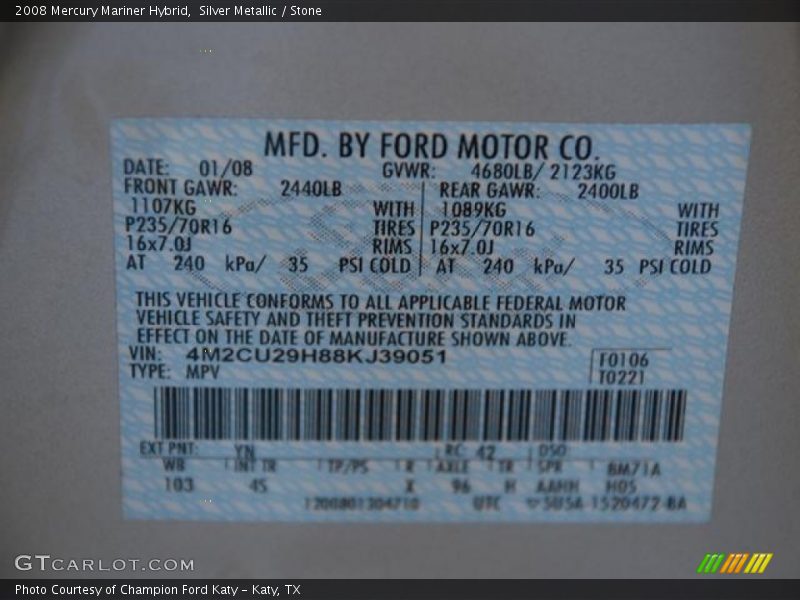 2008 Mercury Mariner Hybrid, Silver Metallic / Stone
MFD. BY FORD MOTOR CO.
DATE: 01/08 GVWR: 4680LB/ 2123KG
FRONT GAWR: 2440LB REAR GAWR: 2400LB
1107KG WITH 1089KG WITH
P235/70R16 TIRES P235/70R16 TIRES
16x7.0J RIMS 16x7.0J RIMS
AT 240 kPa/ 35 PSI COLD AT 240 kPa/ 35 PSI COLD
THIS VEHICLE CONFORMS TO ALL APPLICABLE FEDERAL MOTOR
VEHICLE SAFETY AND THEFT PREVENTION STANDARDS IN
EFFECT ON THE DATE OF MANUFACTURE SHOWN ABOVE.
VIN: 4M2CU29H88KJ39051 T0106
TYPE: MPV T0221
EXT PNT: YN RC: 42 DSO:
WB INT TR TP/PS R AXLE TR SPR BM71A
103 4S X 96 H AAHH H05
UTC
GTCARLOT.COM
Photo Courtesy of Champion Ford Katy - Katy, TX